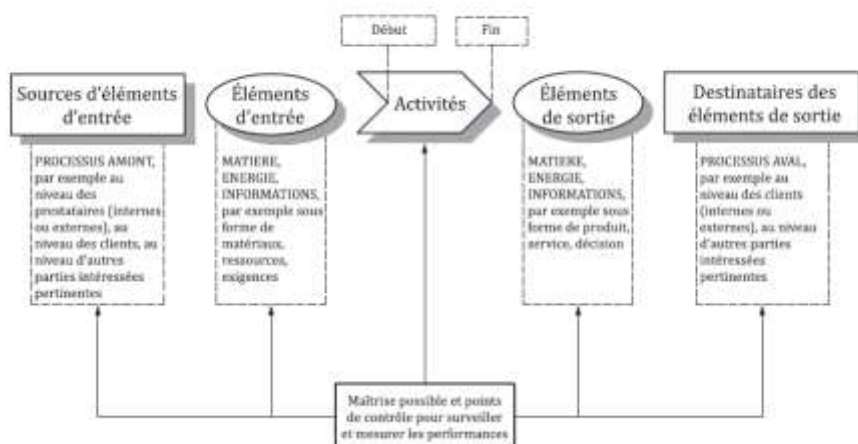 Début
Fin
Sources d'éléments
d'entrée
Éléments
d'entrée
Activités
Éléments
de sortie
Destinataires des
éléments de sortie
PROCESSUS AMONT,
par exemple au
niveau des
prestataires (internes
ou externes), au
niveau des clients, au
niveau d'autres
parties intéressées
pertinentes
MATIERE,
ENERGIE,
INFORMATIONS,
par exemple sous
forme de
matériaux,
ressources,
exigences
MATIERE,
ENERGIE,
INFORMATIONS,
par exemple sous
forme de produit,
service, décision
PROCESSUS AVAL,
par exemple au
niveau des clients
(internes ou
externes), au niveau
d'autres parties
intéressées
pertinentes
Maîtrise possible et points
de contrôle pour surveiller
et mesurer les performances